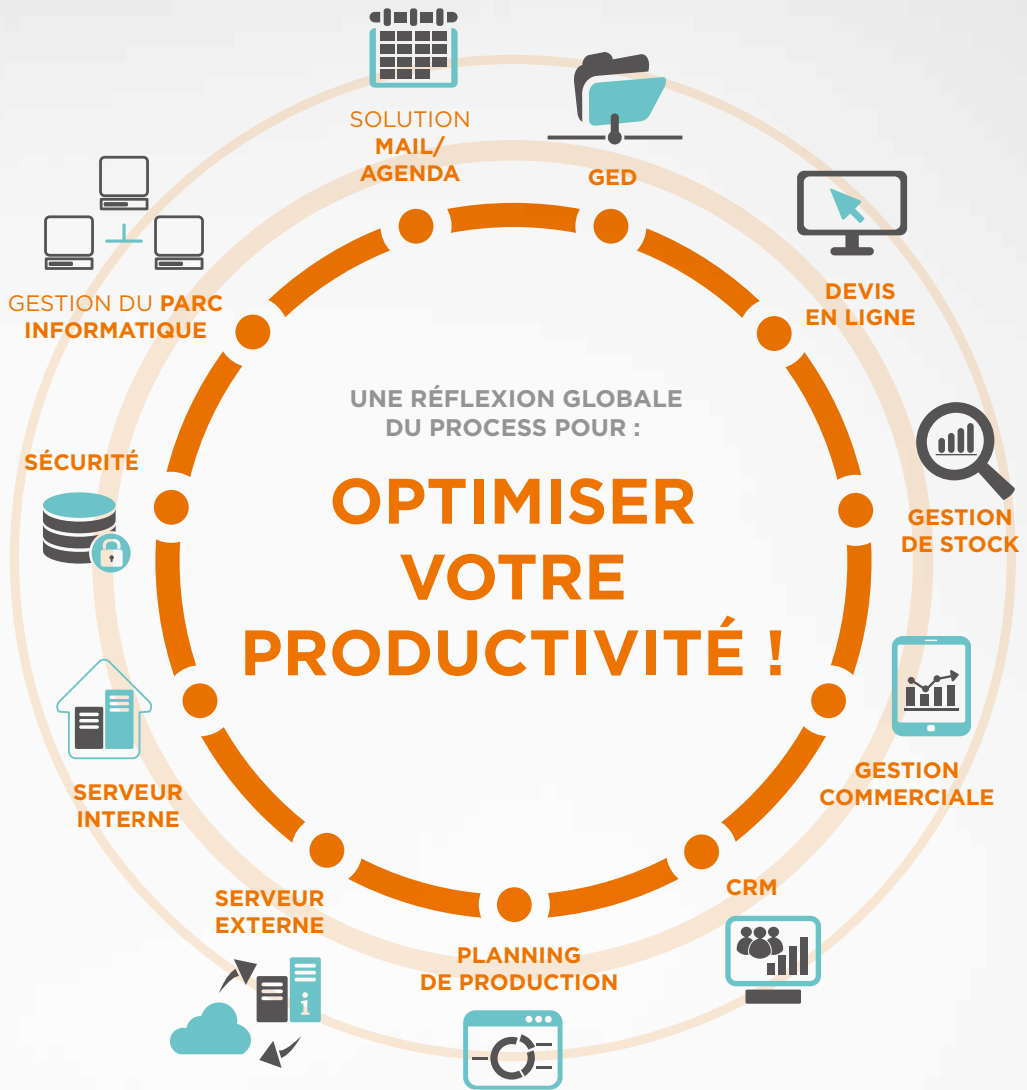 SOLUTION
MAIL/
AGENDA
GED
DEVIS
EN LIGNE
GESTION DU PARC
INFORMATIQUE
UNE RÉFLEXION GLOBALE
DU PROCESS POUR :
OPTIMISER
VOTRE
PRODUCTIVITÉ !
SÉCURITÉ
GESTION
DE STOCK
SERVEUR
INTERNE
GESTION
COMMERCIALE
SERVEUR
EXTERNE
CRM
PLANNING
DE PRODUCTION
i